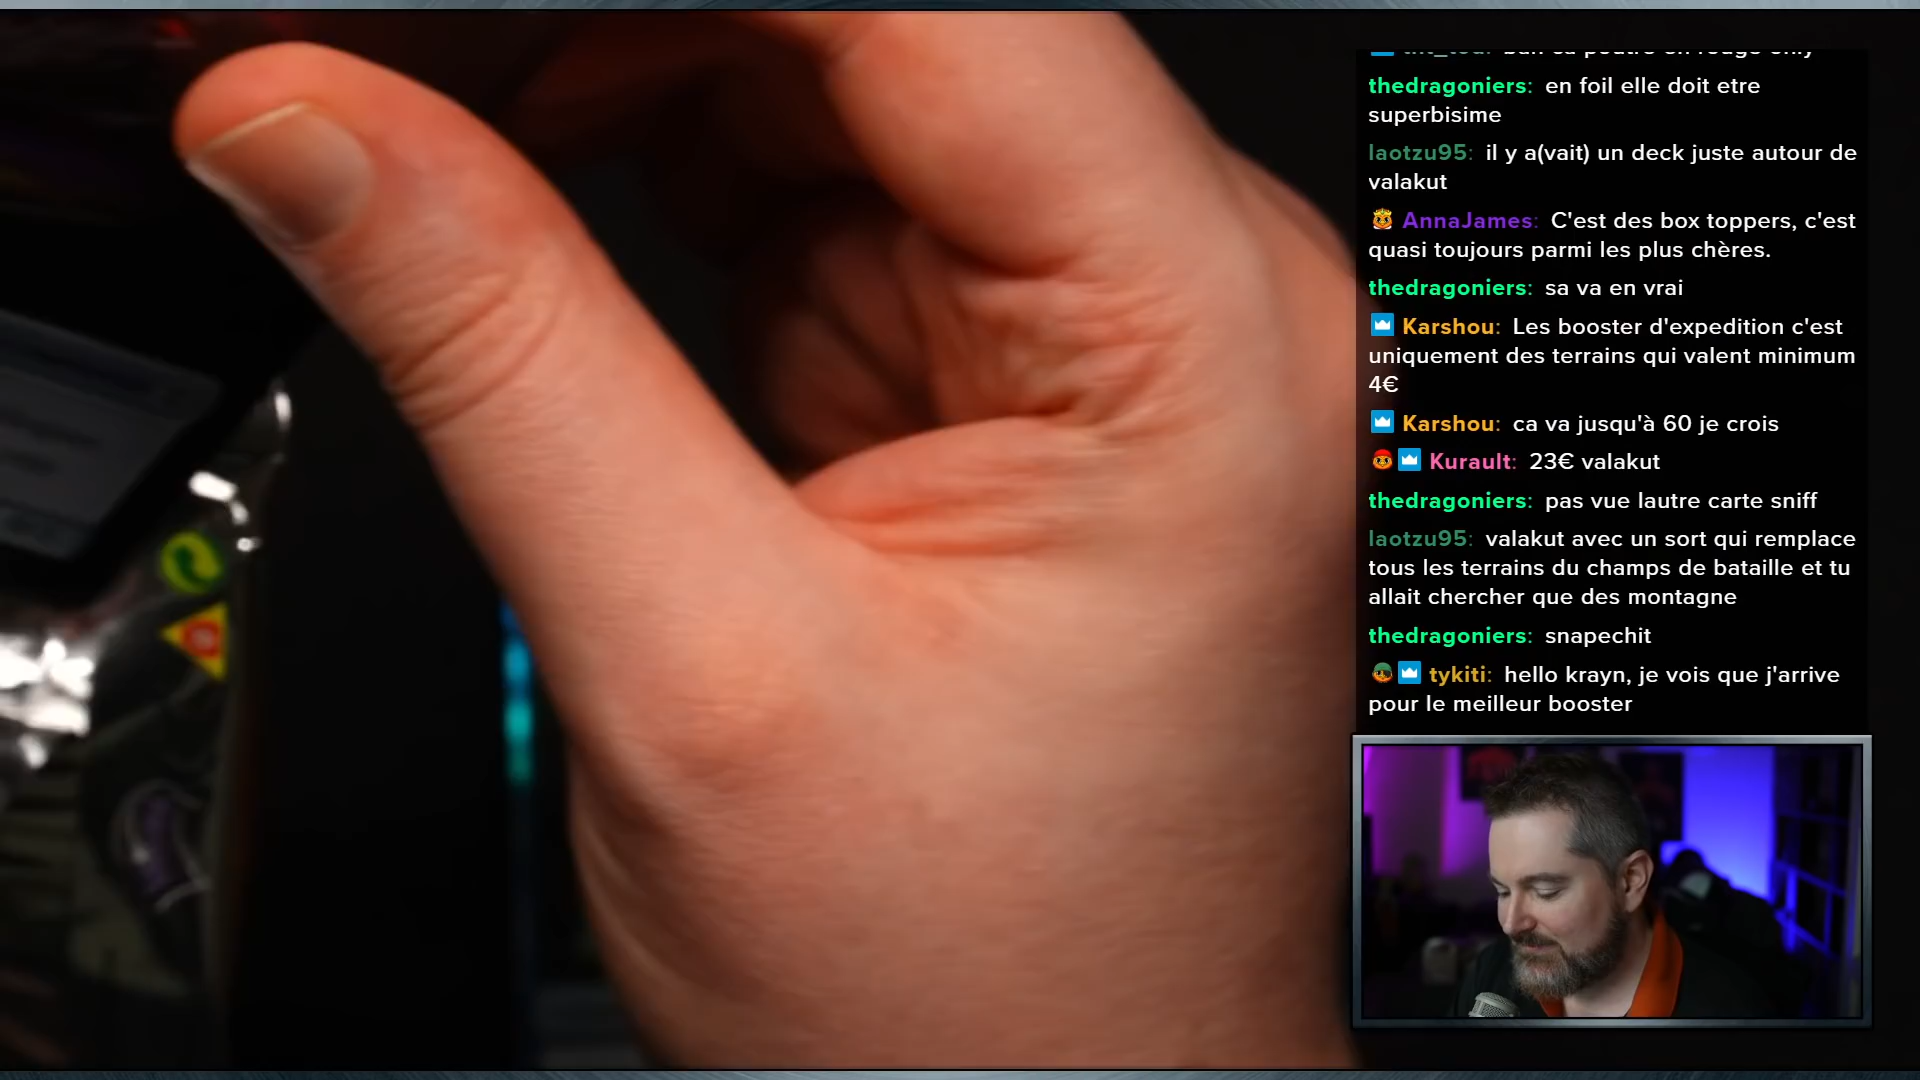 thedragoniers: en foil elle doit etre
superbisime
laotzu95: il y a(vait) un deck juste autour de
valakut
AnnaJames: C'est des box toppers, c'est
quasi toujours parmi les plus chères.
thedragoniers: sa va en vrai
Karshou: Les booster d'expedition c'est
uniquement des terrains qui valent minimum
4€
Karshou: ca va jusqu'à 60 je crois
Kurault: 23€ valakut
thedragoniers: pas vue lautre carte sniff
laotzu95: valakut avec un sort qui remplace
tous les terrains du champs de bataille et tu
allait chercher que des montagne
thedragoniers: snapechit
tykiti: hello krayn, je vois que j'arrive
pour le meilleur booster